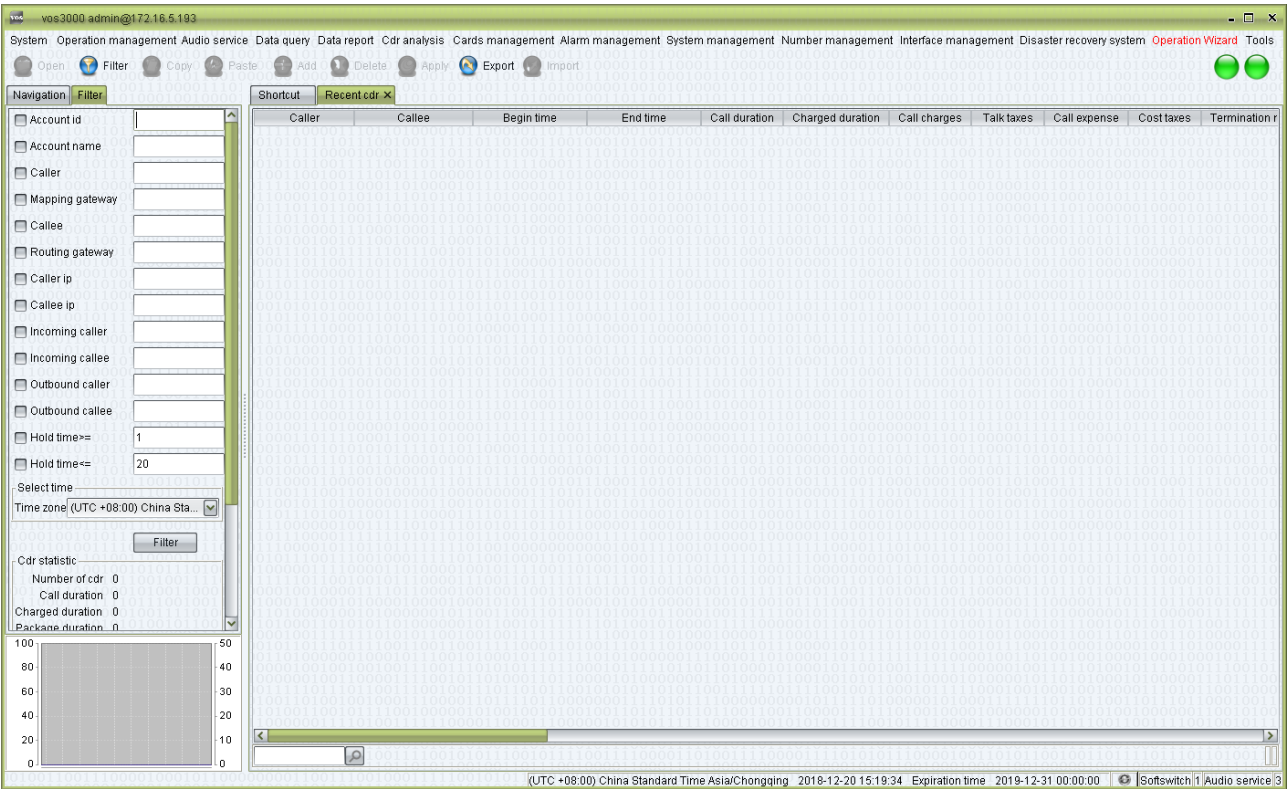 vos vos3000 admin@172.16.5.193
System Operation management Audio service Data query Data report Cdr analysis Cards management Alarm management System management Number management Interface management Disaster recovery system Operation Wizard Tools
Open Filter Copy Paste Add Delete Apply Export Import
Navigation Filter Shortcut Recent cdr
Caller Callee Begin time End time Call duration Charged duration Call charges Talk taxes Call expense Cost taxes Termination r
Account id
Account name
Caller
Mapping gateway
Callee
Routing gateway
Caller ip
Callee ip
Incoming caller
Incoming callee
Outbound caller
Outbound callee
Hold time>= 1
Hold time<= 20
Select time
Time zone (UTC +08:00) China Sta...
Filter
Cdr statistic
Number of cdr 0
Call duration 0
Charged duration 0
Package duration 0
100 50
80 40
60 30
40 20
20 10
0 0
(UTC +08:00) China Standard Time Asia/Chongqing 2018-12-20 15:19:34 Expiration time 2019-12-31 00:00:00 Softswitch 1 Audio service 3